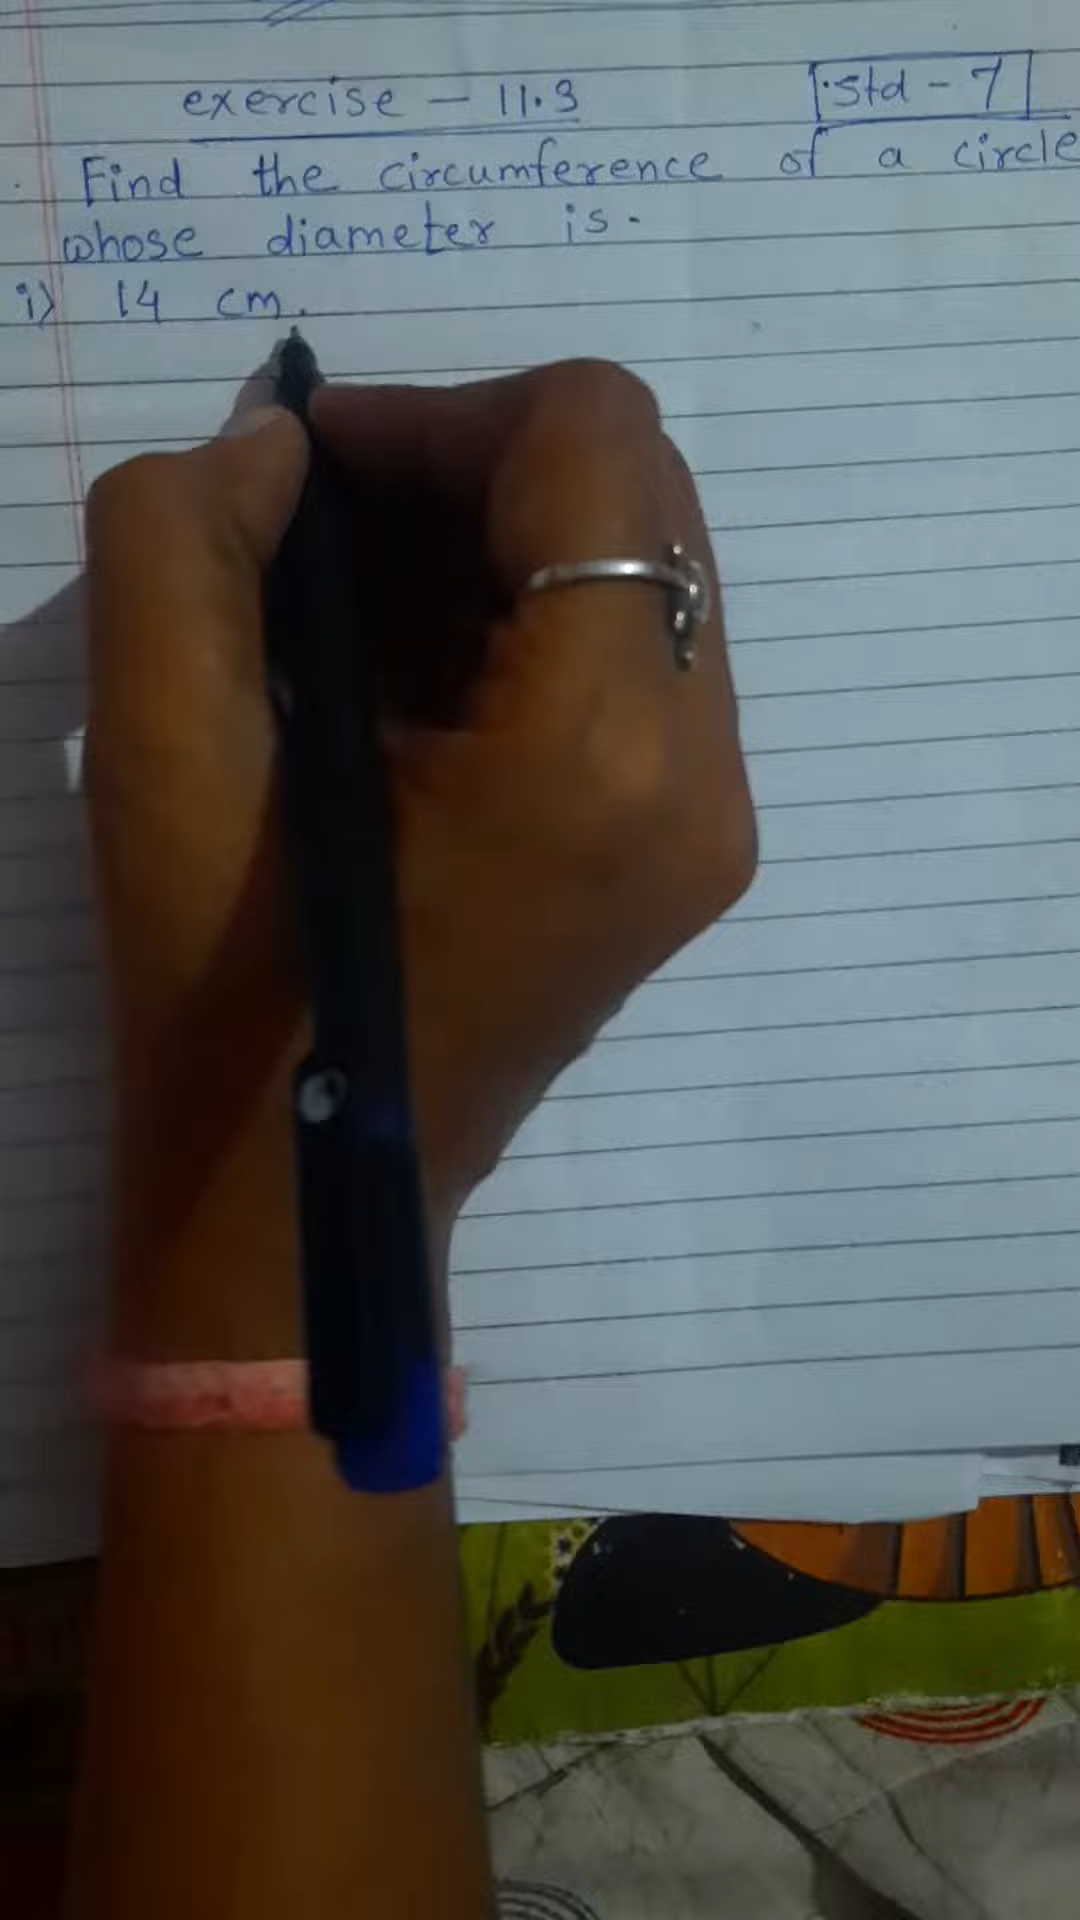 exercise - 11.3
Std - 7
Find the circumference of a circle
whose diameter is.
i) 14 cm.